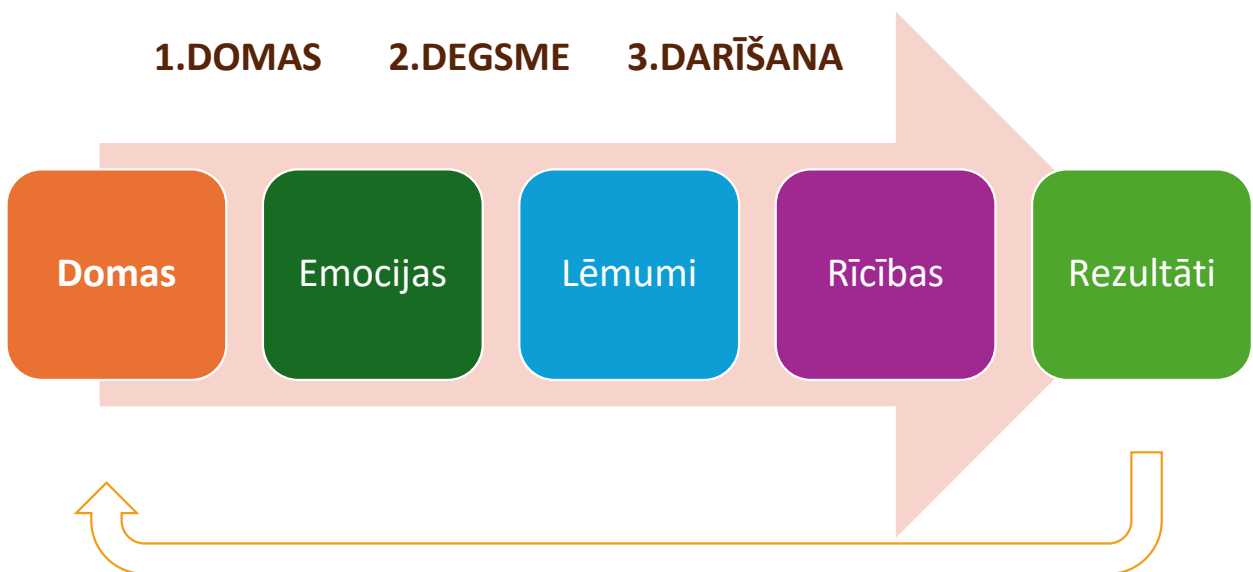 1.DOMAS 2.DEGSME 3.DARĪŠANA
Domas
Emocijas
Lēmumi
Rīcības
Rezultāti